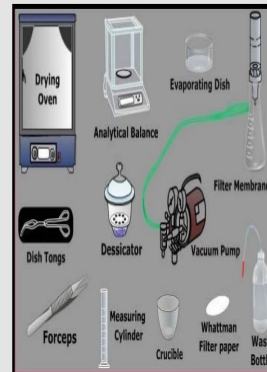 Drying
Oven
Analytical Balance
Evaporating Dish
Filter Membrane
Dish Tongs
Dessicator
Vacuum Pump
Forceps
Measuring
Cylinder
Crucible
Whattman
Filter paper
Was
Bottl